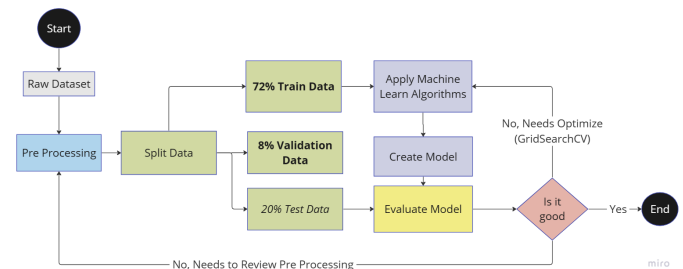 Start
Raw Dataset
Pre Processing
Split Data
72% Train Data
8% Validation
Data
20% Test Data
Apply Machine
Learn Algorithms
Create Model
Evaluate Model
No, Needs Optimize
(GridSearchCV)
Is it
good
Yes
End
No, Needs to Review Pre Processing
miro